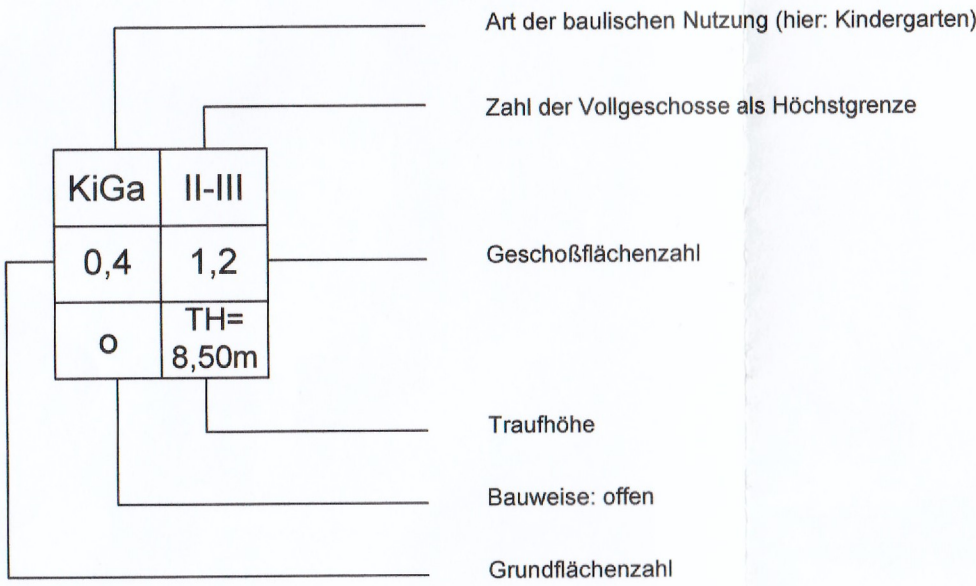 Art der baulischen Nutzung (hier: Kindergarten)
Zahl der Vollgeschosse als Höchstgrenze
KiGa II-III
0,4 1,2
Geschoßflächenzahl
o TH=
8,50m
Traufhöhe
Bauweise: offen
Grundflächenzahl